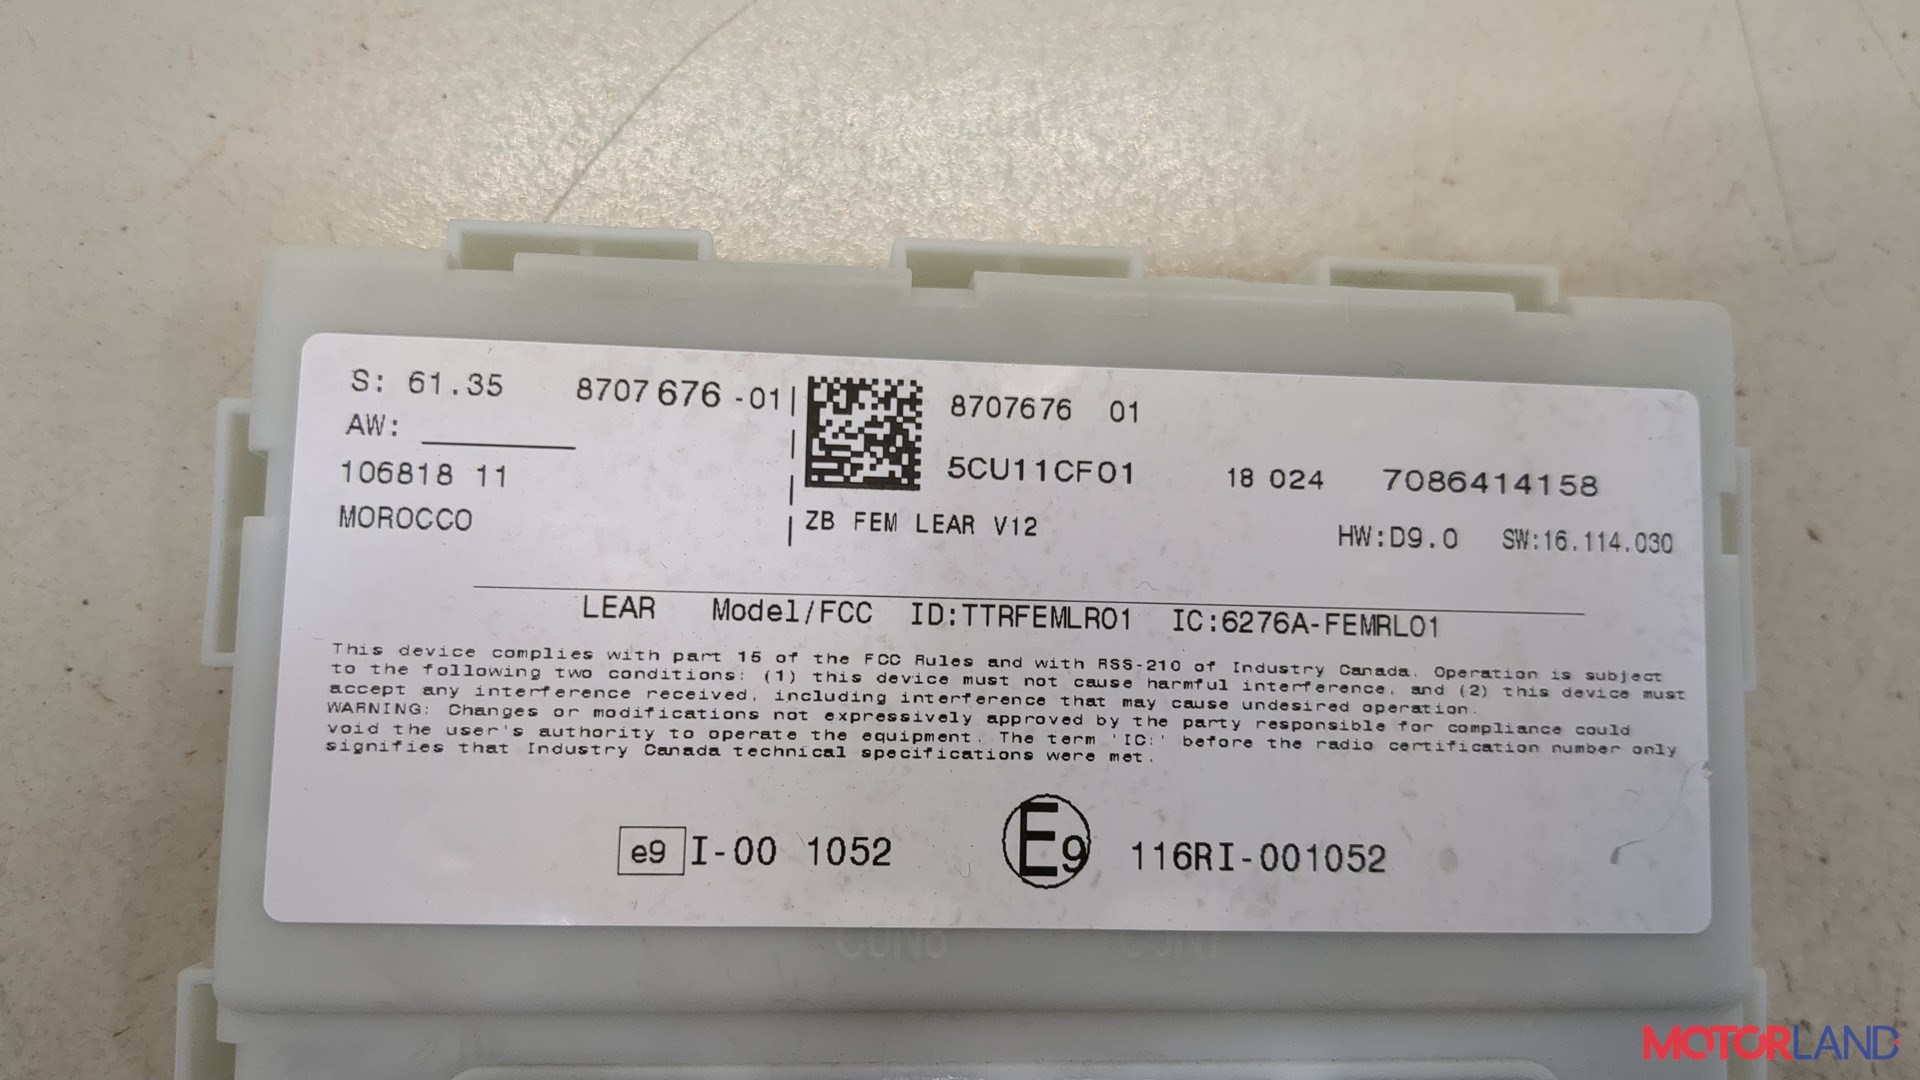 S: 61.35 8707676-01
AW:
106818 11
MOROCCO
8707676 01
5CU11CF01 18 024 7086414158
ZB FEM LEAR V12 HW:D9.0 SW:16.114.030
LEAR Model/FCC ID:TTRFEMLR01 IC:6276A-FEMRL01
This device complies with part 15 of the FCC Rules and with RSS-210 of Industry Canada. Operation is subject
to the following two conditions: (1) this device must not cause harmful interference, and (2) this device must
accept any interference received, including interference that may cause undesired operation.
WARNING: Changes or modifications not expressively approved by the party responsible for compliance could
void the user's authority to operate the equipment. The term 'IC:' before the radio certification number only
signifies that Industry Canada technical specifications were met.
e9 I-00 1052 E9 116RI-001052
MOTORLAND